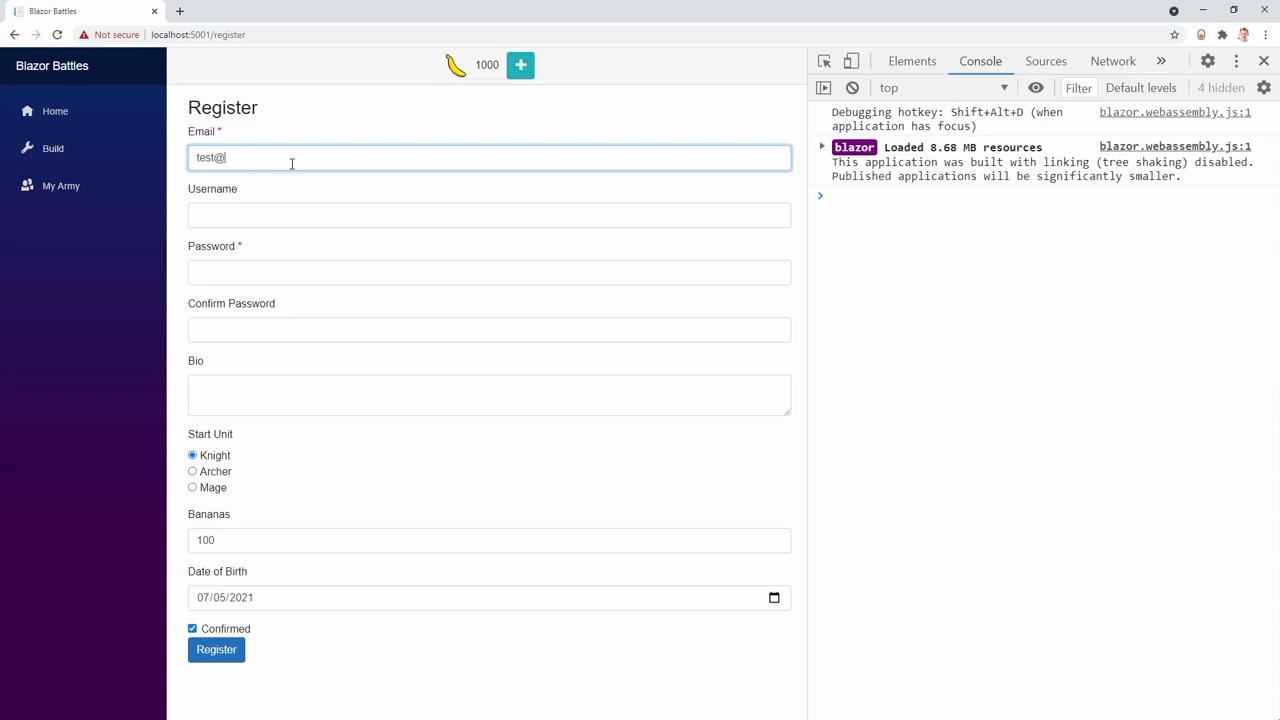 Blazor Battles
Not secure
localhost:5001/register
Blazor Battles
1000
+
Elements
Console
Sources
Network
top
Filter
Default levels
4 hidden
Home
Build
My Army
Register
Email *
test@
Username
Password *
Confirm Password
Bio
Start Unit
Knight
Archer
Mage
Bananas
100
Date of Birth
07/05/2021
Confirmed
Register
Debugging hotkey: Shift+Alt+D (when blazor.webassembly.js:1
application has focus)
blazor Loaded 8.68 MB resources blazor.webassembly.js:1
This application was built with linking (tree shaking) disabled.
Published applications will be significantly smaller.